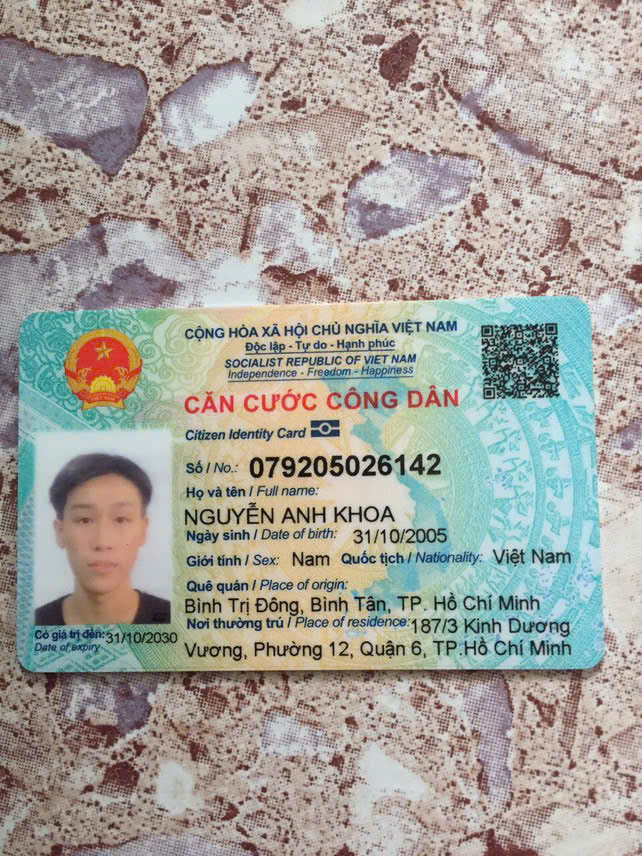 CỘNG HÒA XÃ HỘI CHỦ NGHĨA VIỆT NAM
Độc lập - Tự do - Hạnh phúc
SOCIALIST REPUBLIC OF VIET NAM
Independence - Freedom - Happiness
CĂN CƯỚC CÔNG DÂN
Citizen Identity Card
Số / No.: 079205026142
Họ và tên / Full name:
NGUYỄN ANH KHOA
Ngày sinh / Date of birth: 31/10/2005
Giới tính / Sex: Nam Quốc tịch / Nationality: Việt Nam
Quê quán / Place of origin:
Bình Trị Đông, Bình Tân, TP. Hồ Chí Minh
Nơi thường trú / Place of residence: 187/3 Kinh Dương
Vương, Phường 12, Quận 6, TP.Hồ Chí Minh
Có giá trị đến: 31/10/2030
Date of expiry